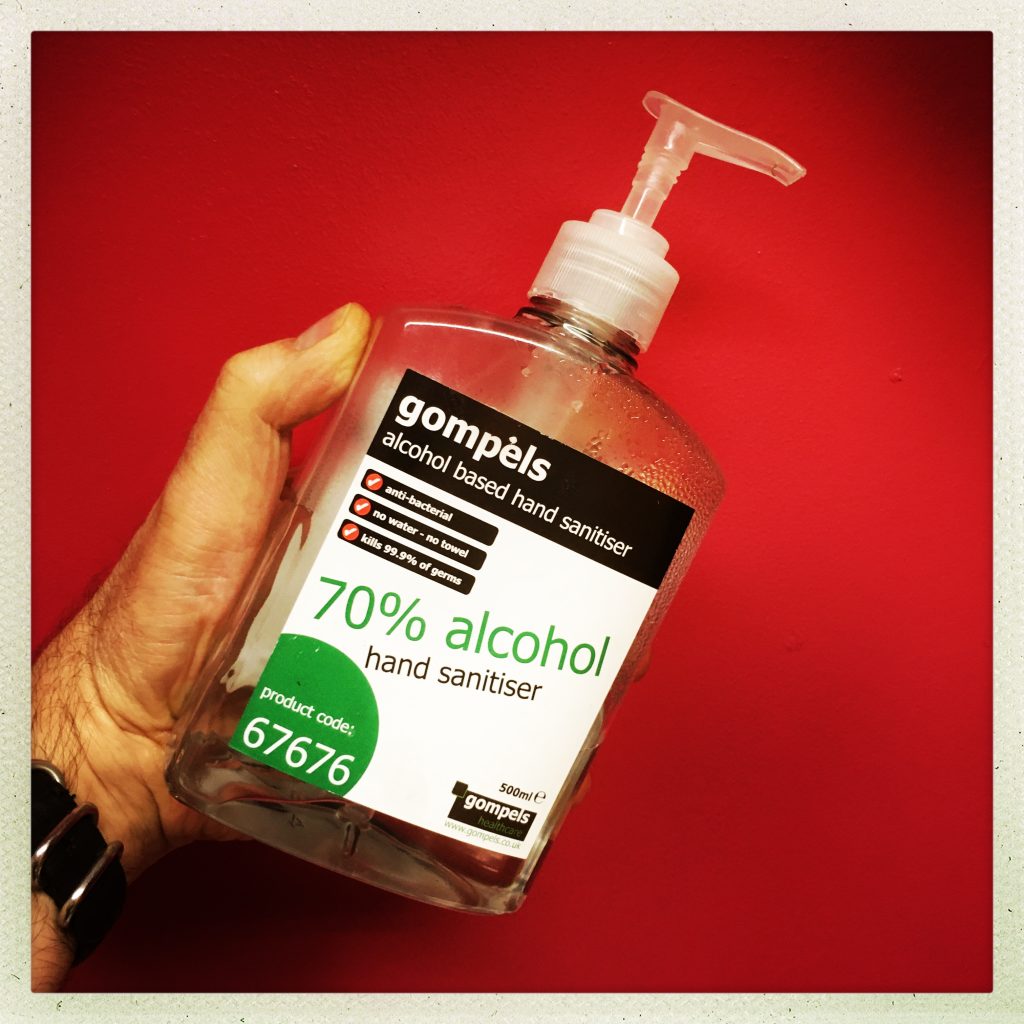 gompels
alcohol based hand sanitiser
anti-bacterial
no water - no towel
kills 99.9% of germs
70% alcohol
hand sanitiser
product code:
67676
500ml ℮
gompels
healthcare
www.gompels.co.uk